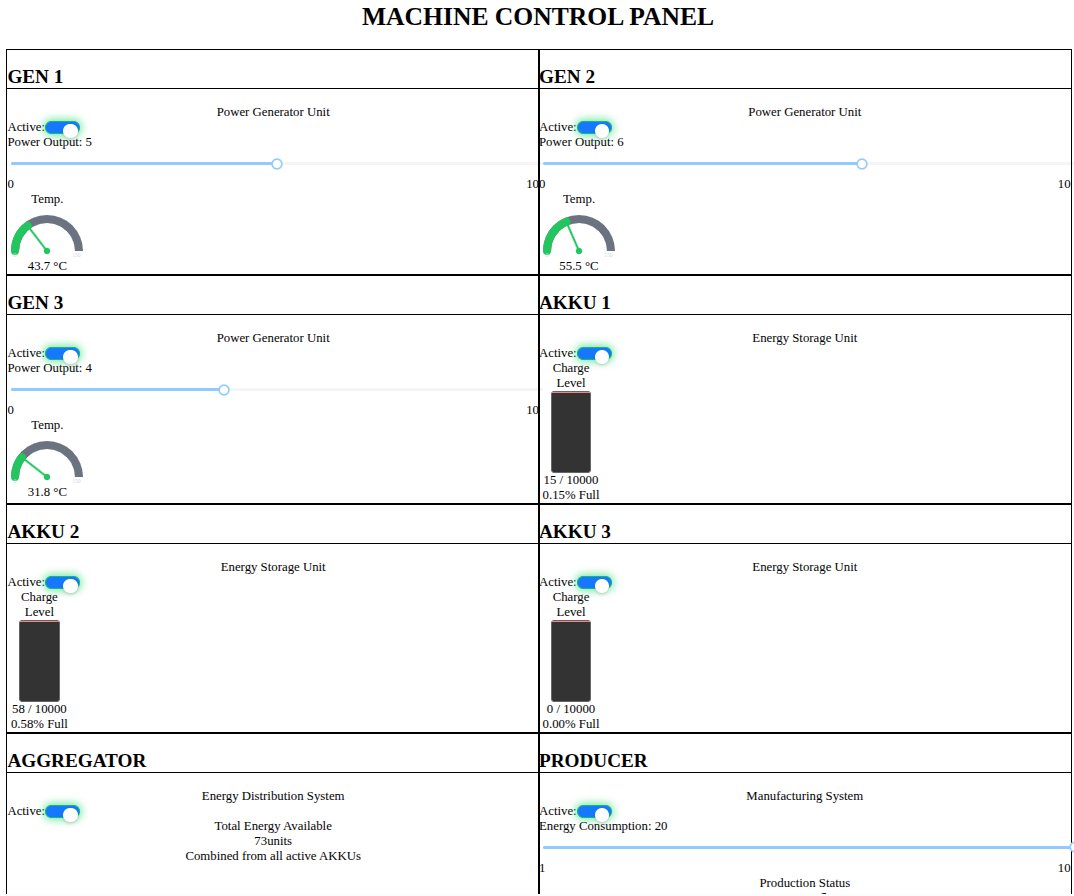 MACHINE CONTROL PANEL
GEN 1
Power Generator Unit
Active:
Power Output: 5
0
10
Temp.
43.7 °C
GEN 2
Power Generator Unit
Active:
Power Output: 6
0
10
Temp.
55.5 °C
GEN 3
Power Generator Unit
Active:
Power Output: 4
0
10
Temp.
31.8 °C
AKKU 1
Energy Storage Unit
Active:
Charge
Level
15 / 10000
0.15% Full
AKKU 2
Energy Storage Unit
Active:
Charge
Level
58 / 10000
0.58% Full
AKKU 3
Energy Storage Unit
Active:
Charge
Level
0 / 10000
0.00% Full
AGGREGATOR
Energy Distribution System
Active:
Total Energy Available
73units
Combined from all active AKKUs
PRODUCER
Manufacturing System
Active:
Energy Consumption: 20
1
10
Production Status